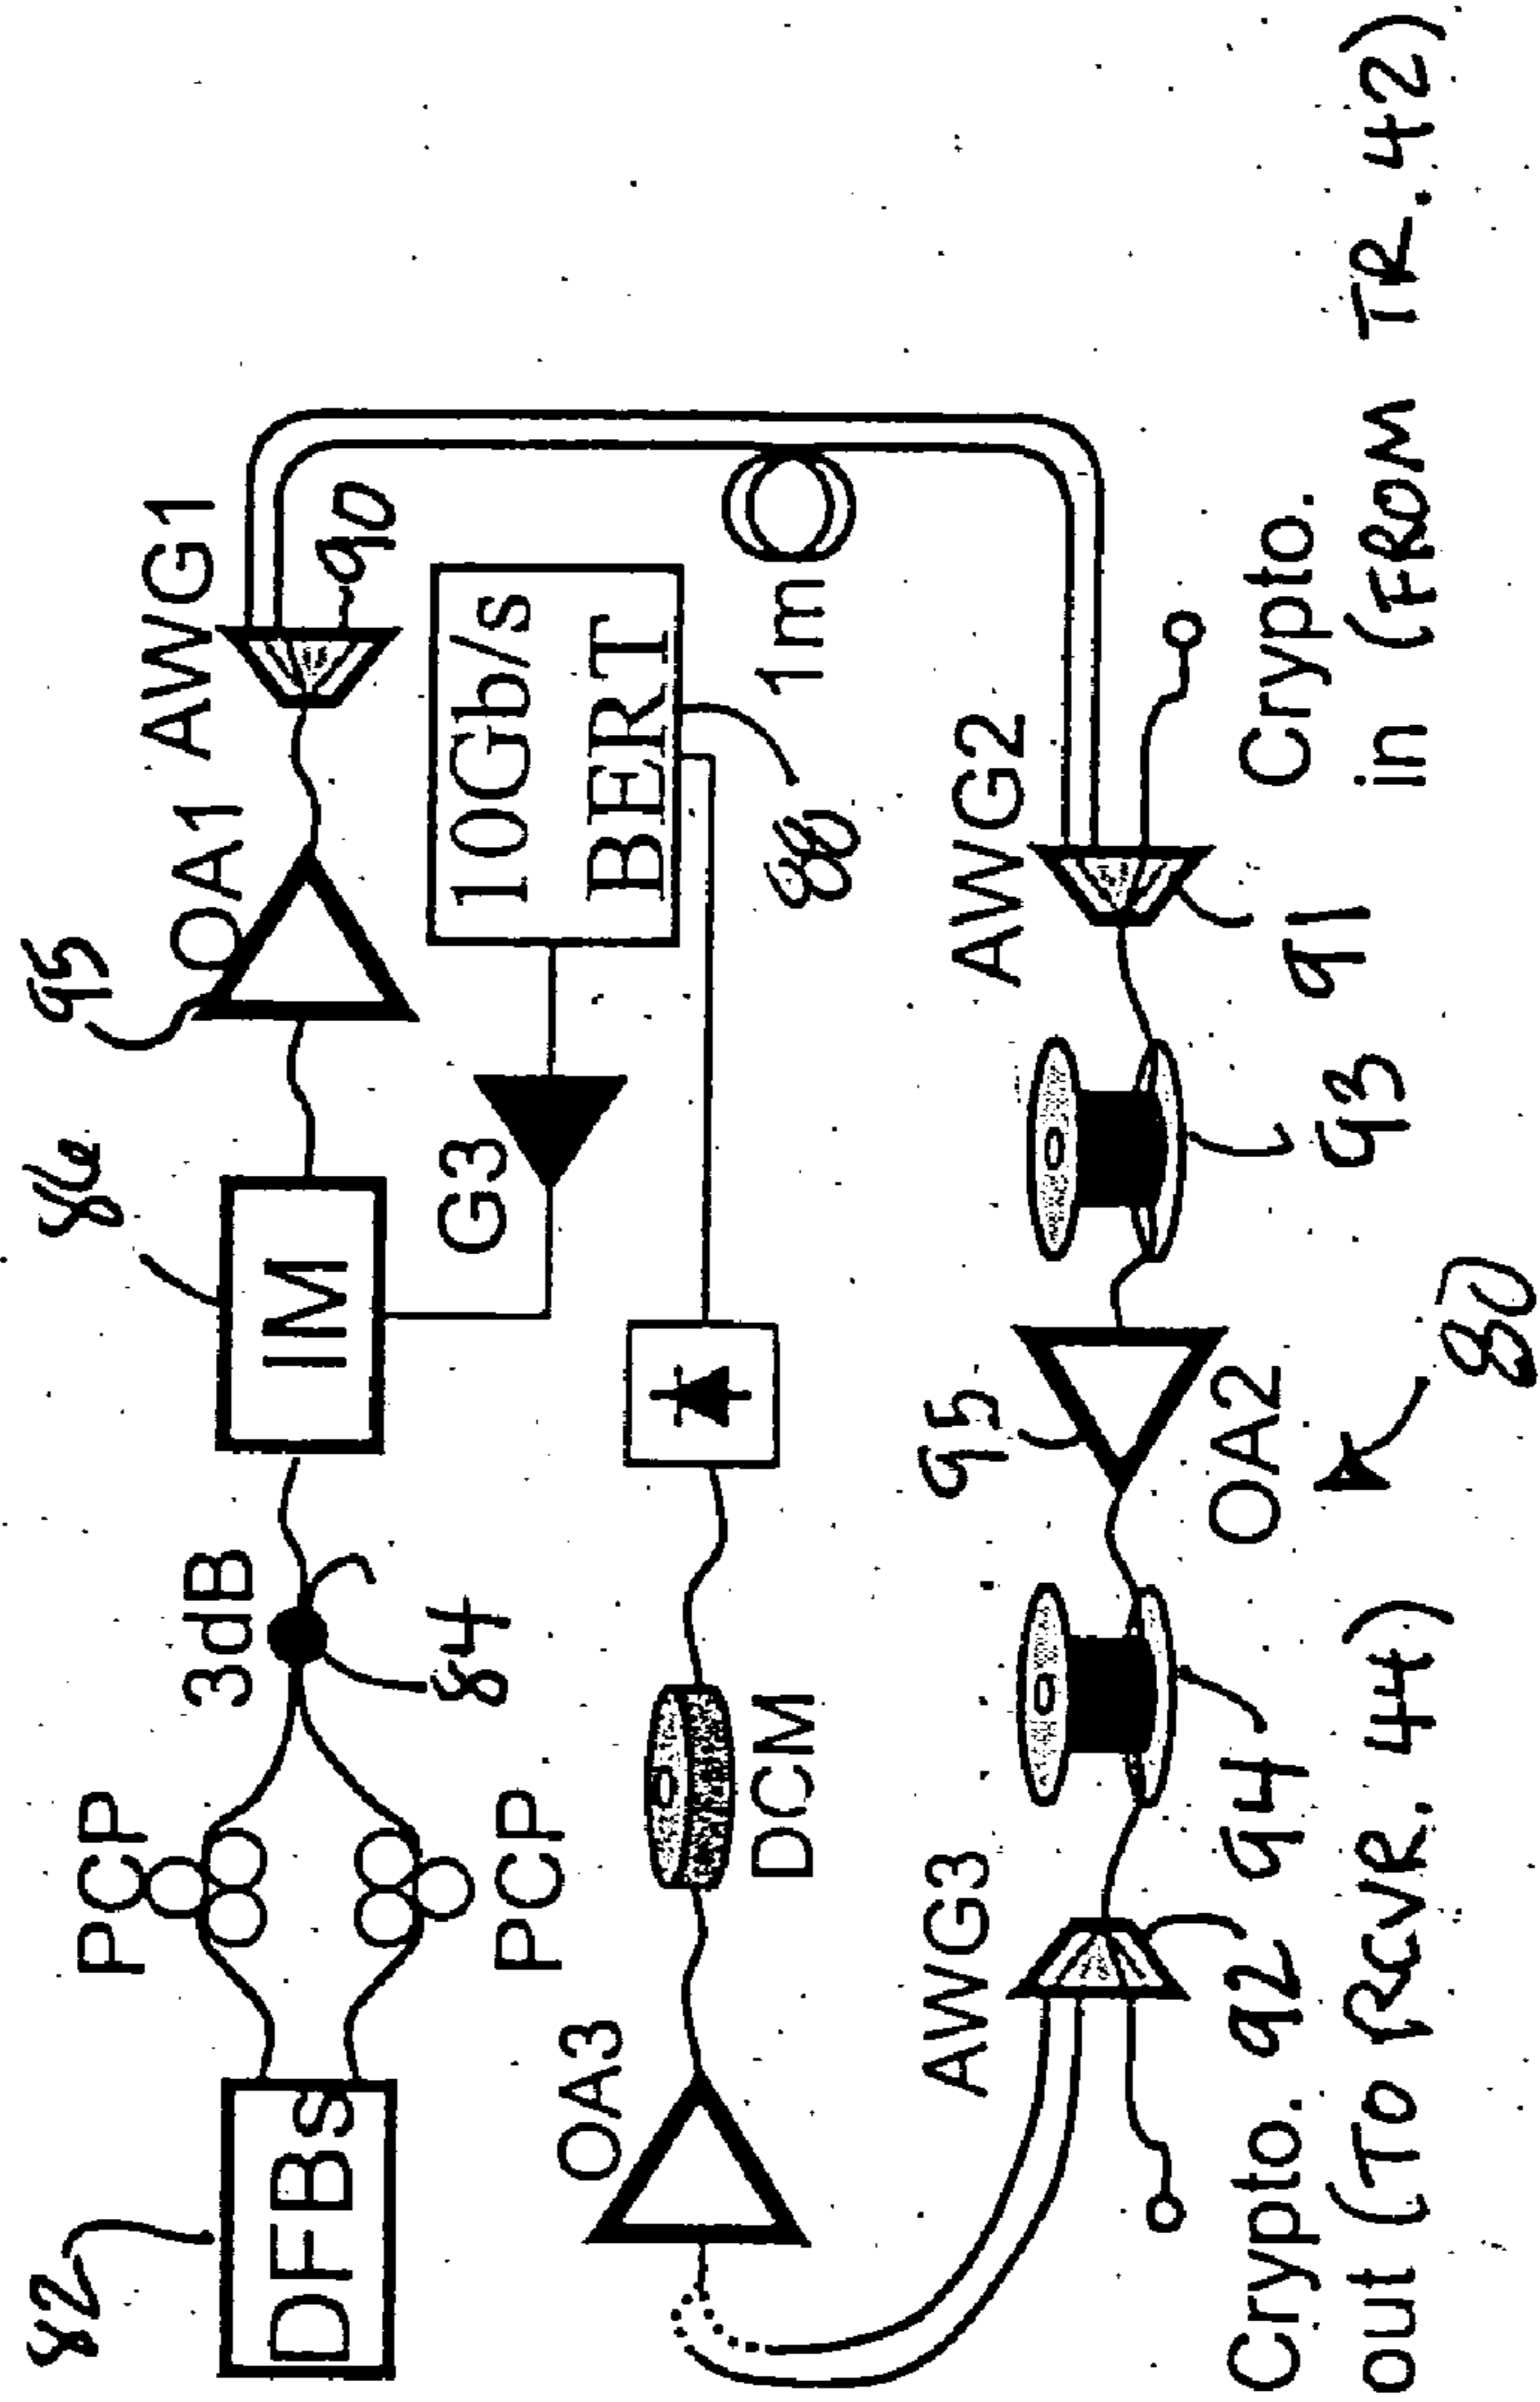 82
DFBs
PCP
PCP
3dB
84
86
IM
95
OA1
AWG1
90
G3
10Gb/s
BERT
88
1m
OA3
DCM
AWG3
92
94
95
OA2
93
AWG2
91
Crypto.
out (TO RCVR. 44)
80
Crypto.
in (FROM TR. 42)